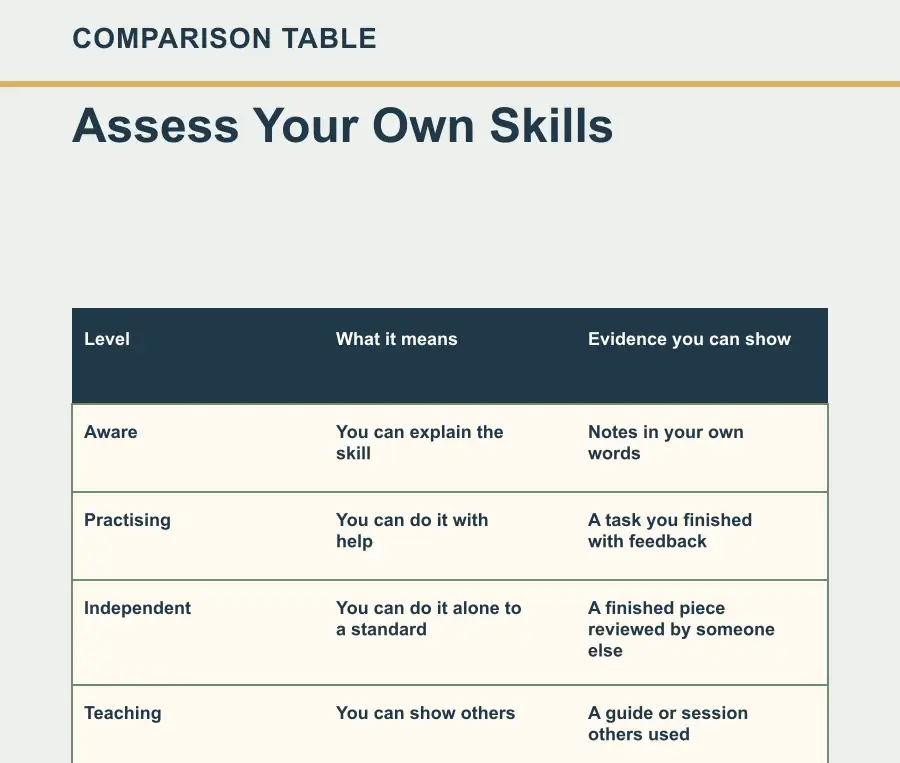 COMPARISON TABLE
Assess Your Own Skills
Level
What it means
Evidence you can show
Aware
You can explain the
skill
Notes in your own
words
Practising
You can do it with
help
A task you finished
with feedback
Independent
You can do it alone to
a standard
A finished piece
reviewed by someone
else
Teaching
You can show others
A guide or session
others used